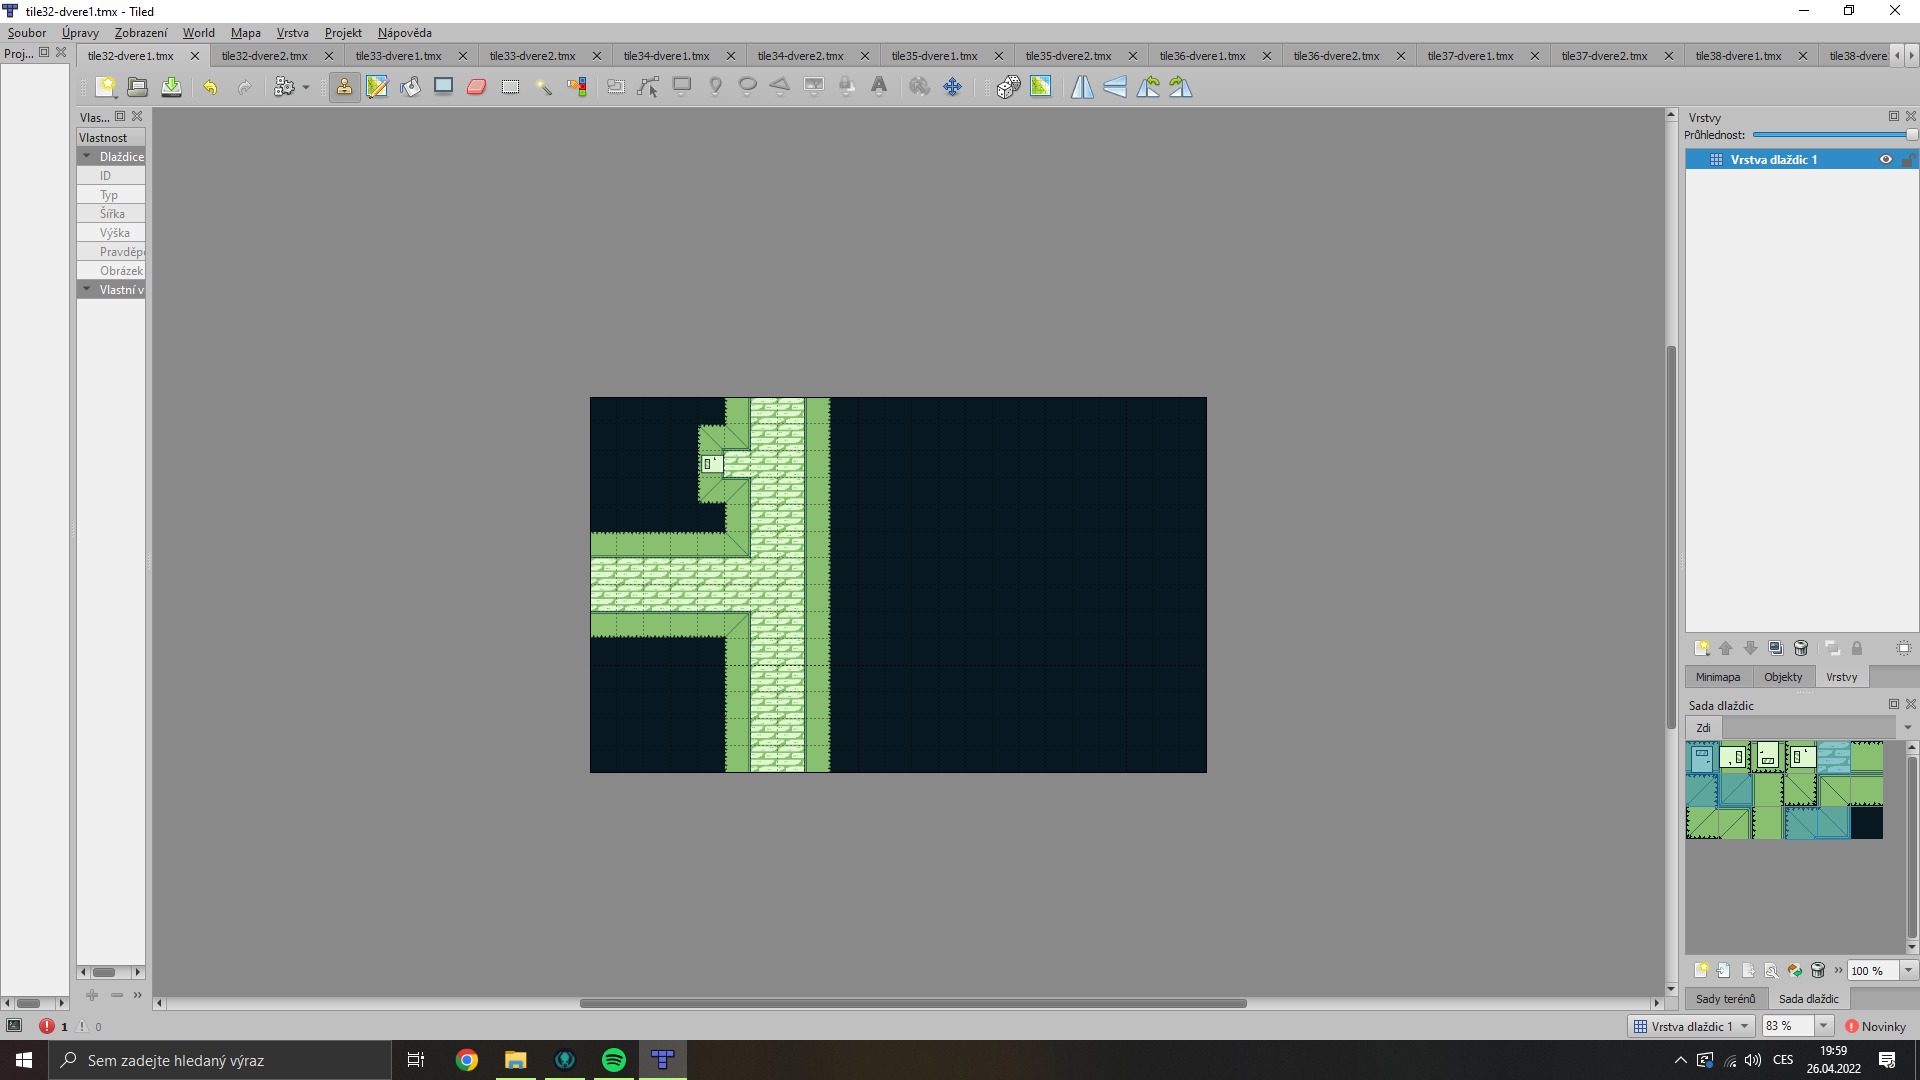 tile32-dvere1.tmx - Tiled
Soubor Úpravy Zobrazení World Mapa Vrstva Projekt Nápověda
Proj... tile32-dvere1.tmx tile32-dvere2.tmx tile33-dvere1.tmx tile33-dvere2.tmx tile34-dvere1.tmx tile34-dvere2.tmx tile35-dvere1.tmx tile35-dvere2.tmx tile36-dvere1.tmx tile36-dvere2.tmx tile37-dvere1.tmx tile37-dvere2.tmx tile38-dvere1.tmx tile38-dvere
Vlas...
Vlastnost
Dlaždice
ID
Typ
Šířka
Výška
Pravděp
Obrázek
Vlastní v
Vrstvy
Průhlednost:
Vrstva dlaždic 1
Minimapa Objekty Vrstvy
Sada dlaždic
Zdi
100 %
Sady terénů Sada dlaždic
1 0
Vrstva dlaždic 1 83 % Novinky
Sem zadejte hledaný výraz
CES
19:59
26.04.2022